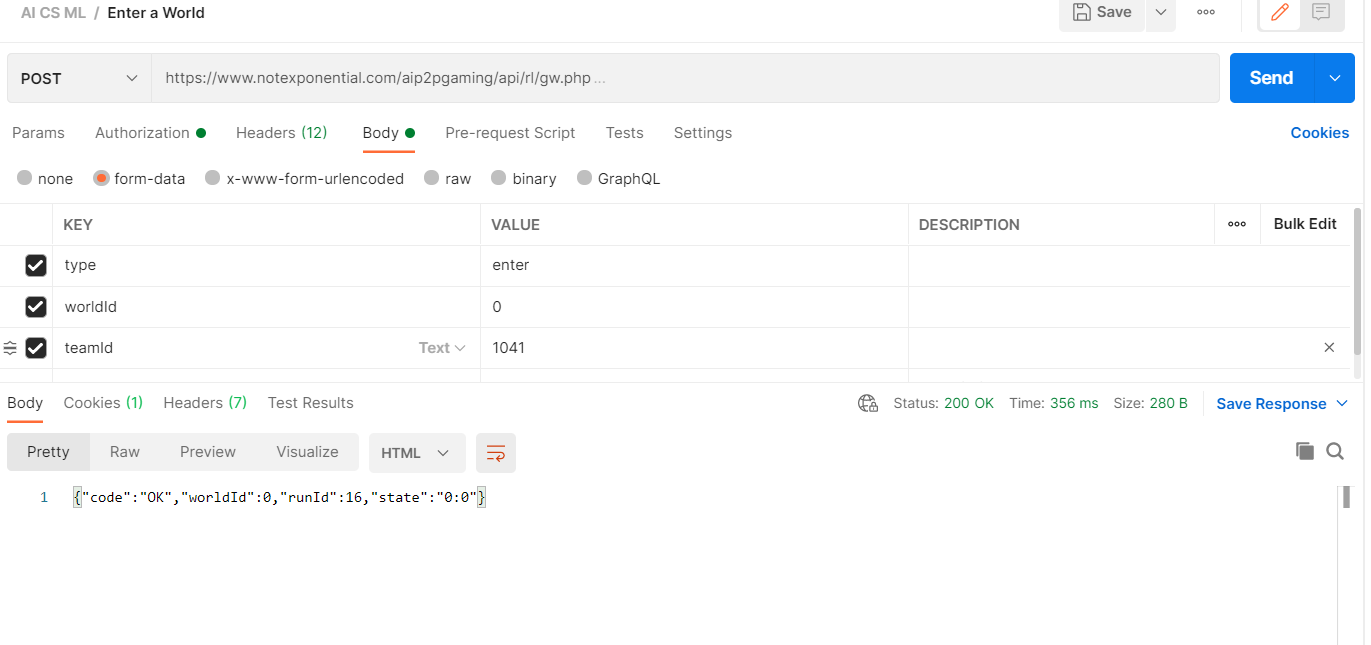 AI CS ML / Enter a World Save
POST https://www.notexponential.com/aip2pgaming/api/rl/gw.php ... Send
Params Authorization Headers (12) Body Pre-request Script Tests Settings Cookies
none form-data x-www-form-urlencoded raw binary GraphQL
KEY VALUE DESCRIPTION Bulk Edit
type enter
worldId 0
teamId Text 1041
Body Cookies (1) Headers (7) Test Results Status: 200 OK Time: 356 ms Size: 280 B Save Response
Pretty Raw Preview Visualize HTML
1 {"code":"OK","worldId":0,"runId":16,"state":"0:0"}